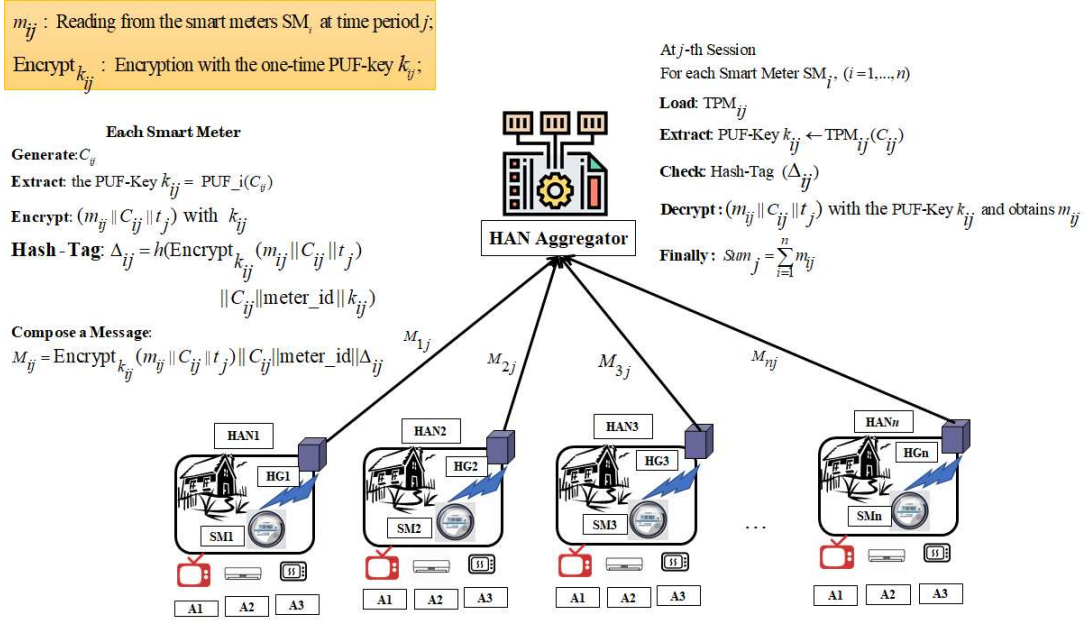 m_ij : Reading from the smart meters SM_i at time period j;
Encrypt_k_ij : Encryption with the one-time PUF-key k_ij;
Each Smart Meter
Generate:C_ij
Extract: the PUF-Key k_ij = PUF_i(C_ij)
Encrypt: (m_ij || C_ij || t_j) with k_ij
Hash-Tag: Δ_ij = h(Encrypt_k_ij (m_ij || C_ij || t_j)
|| C_ij||meter_id|| k_ij)
Compose a Message:
M_ij = Encrypt_k_ij (m_ij || C_ij || t_j)|| C_ij||meter_id||Δ_ij
HAN Aggregator
At j-th Session
For each Smart Meter SM_i, (i=1,...,n)
Load: TPM_ij
Extract: PUF-Key k_ij ← TPM_ij(C_ij)
Check: Hash-Tag (Δ_ij)
Decrypt: (m_ij || C_ij || t_j) with the PUF-Key k_ij and obtains m_ij
Finally: Sum_j = ∑_{i=1}^{n} m_ij
M_1j
M_2j
M_3j
M_nj
HAN1
HG1
SM1
A1 A2 A3
HAN2
HG2
SM2
A1 A2 A3
HAN3
HG3
SM3
A1 A2 A3
...
HANn
HGn
SMn
A1 A2 A3